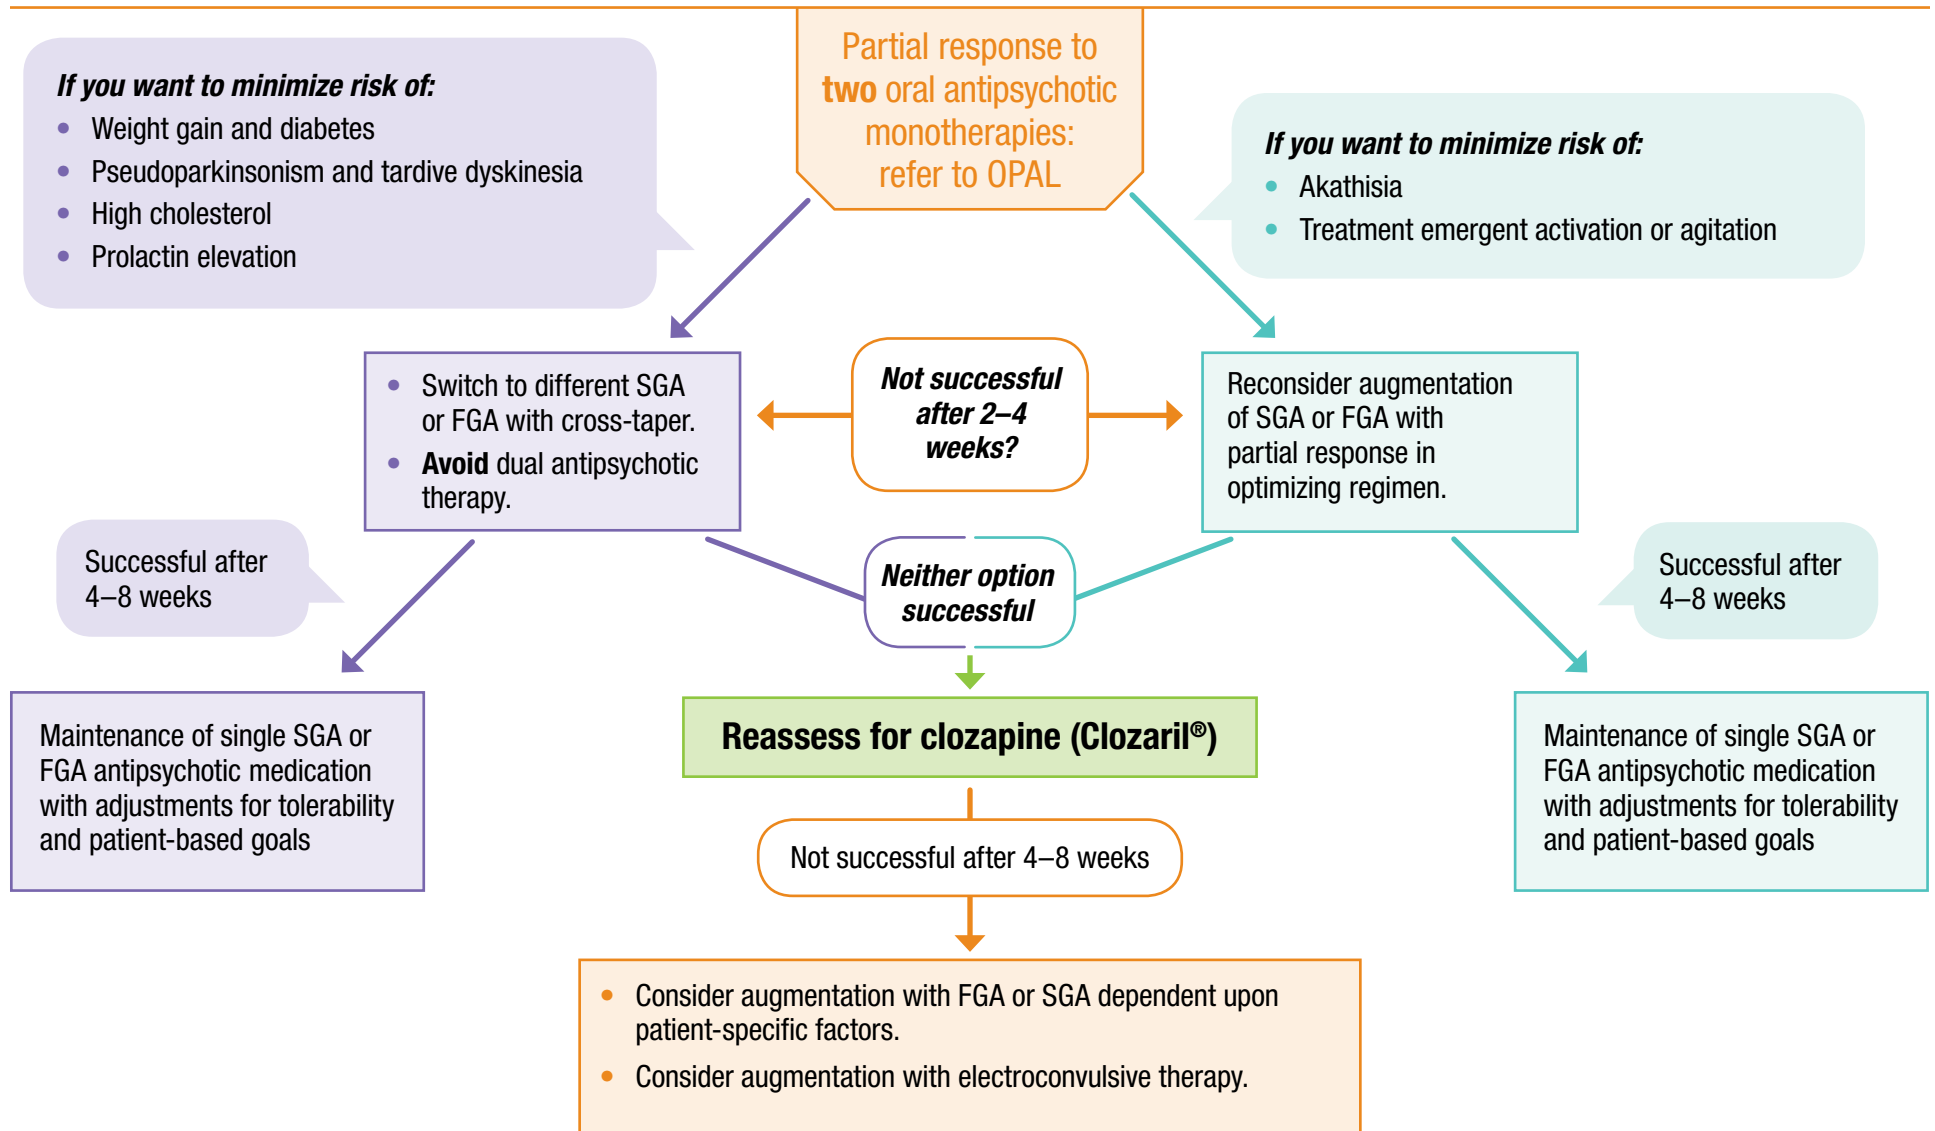 Partial response to
two oral antipsychotic
monotherapies:
refer to OPAL
If you want to minimize risk of:
• Weight gain and diabetes
• Pseudoparkinsonism and tardive dyskinesia
• High cholesterol
• Prolactin elevation
If you want to minimize risk of:
• Akathisia
• Treatment emergent activation or agitation
• Switch to different SGA
or FGA with cross-taper.
• Avoid dual antipsychotic
therapy.
Not successful
after 2–4
weeks?
Reconsider augmentation
of SGA or FGA with
partial response in
optimizing regimen.
Successful after
4–8 weeks
Neither option
successful
Successful after
4–8 weeks
Maintenance of single SGA or
FGA antipsychotic medication
with adjustments for tolerability
and patient-based goals
Reassess for clozapine (Clozaril®)
Maintenance of single SGA or
FGA antipsychotic medication
with adjustments for tolerability
and patient-based goals
Not successful after 4–8 weeks
• Consider augmentation with FGA or SGA dependent upon
patient-specific factors.
• Consider augmentation with electroconvulsive therapy.